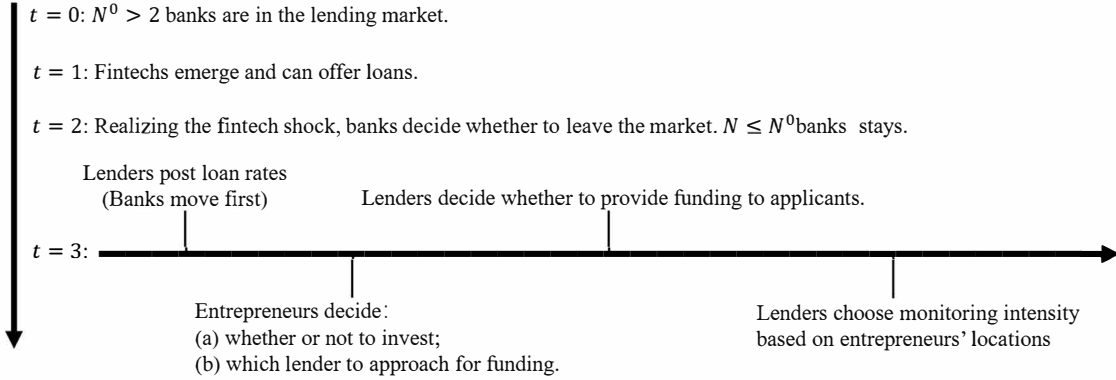 t = 0: N⁰ > 2 banks are in the lending market.
t = 1: Fintechs emerge and can offer loans.
t = 2: Realizing the fintech shock, banks decide whether to leave the market. N ≤ N⁰banks stays.
Lenders post loan rates
(Banks move first)
Lenders decide whether to provide funding to applicants.
t = 3:
Entrepreneurs decide:
(a) whether or not to invest;
(b) which lender to approach for funding.
Lenders choose monitoring intensity
based on entrepreneurs' locations